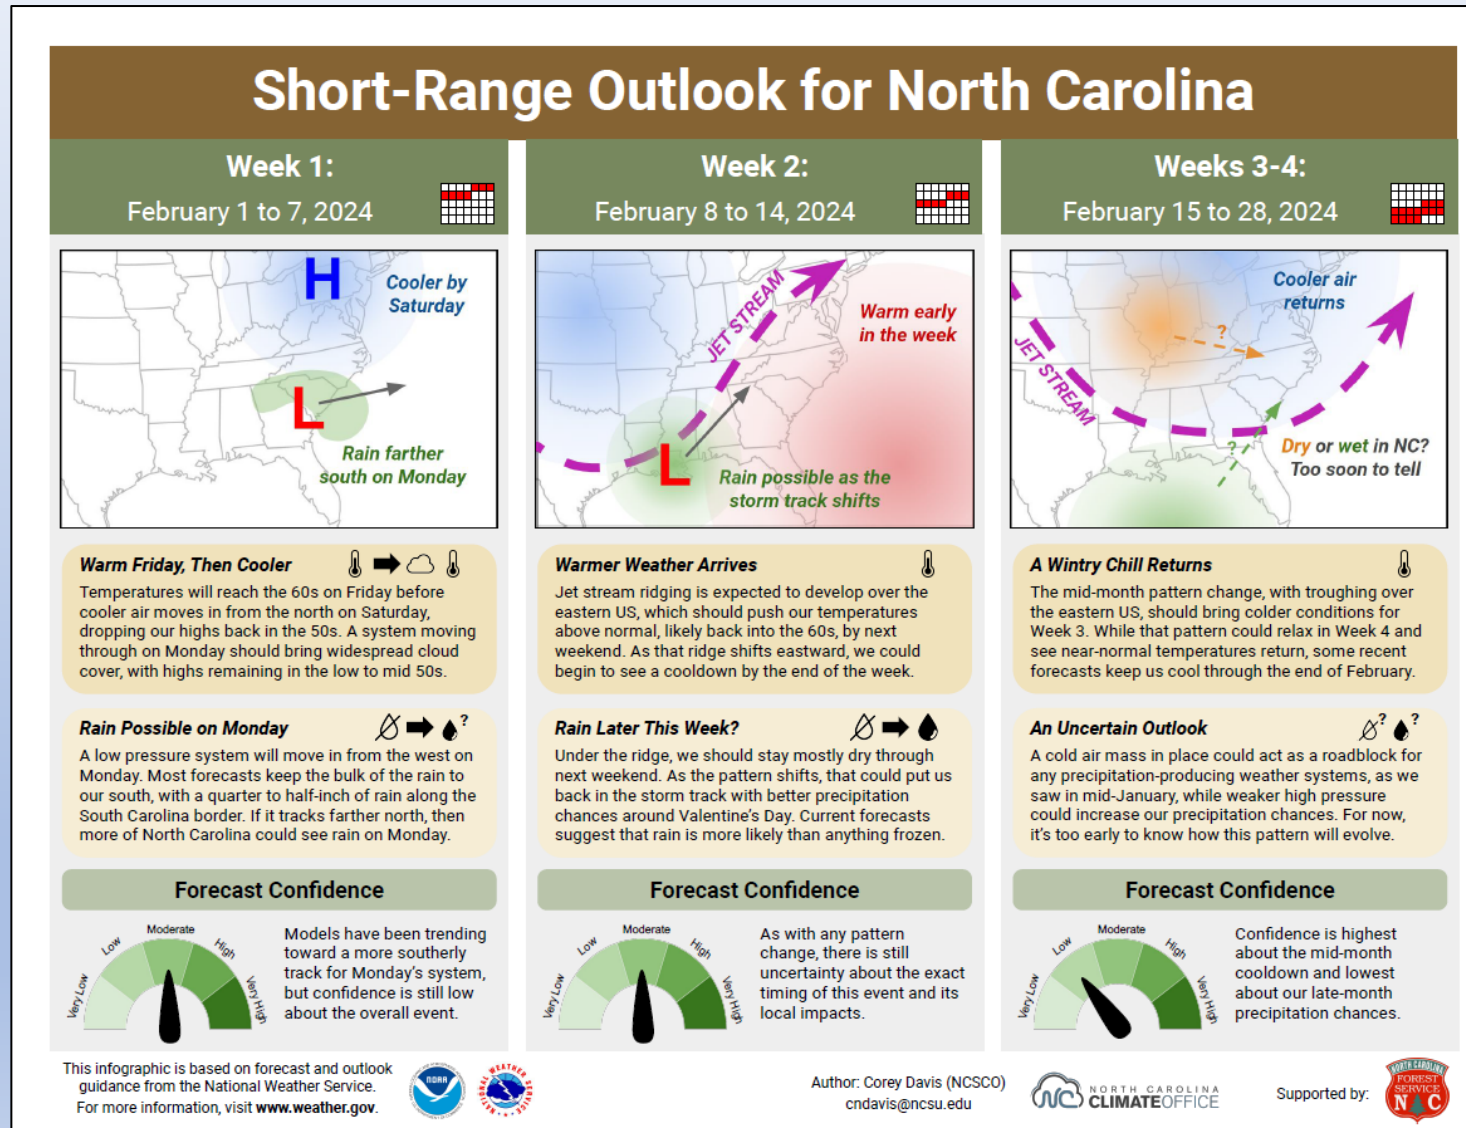 Short-Range Outlook for North Carolina
Week 1:
February 1 to 7, 2024
H
Cooler by
Saturday
L
Rain farther
south on Monday
Warm Friday, Then Cooler
Temperatures will reach the 60s on Friday before
cooler air moves in from the north on Saturday,
dropping our highs back in the 50s. A system moving
through on Monday should bring widespread cloud
cover, with highs remaining in the low to mid 50s.
Rain Possible on Monday
?
A low pressure system will move in from the west on
Monday. Most forecasts keep the bulk of the rain to
our south, with a quarter to half-inch of rain along the
South Carolina border. If it tracks farther north, then
more of North Carolina could see rain on Monday.
Forecast Confidence
Very Low
Low
Moderate
High
Very High
Models have been trending
toward a more southerly
track for Monday's system,
but confidence is still low
about the overall event.
Week 2:
February 8 to 14, 2024
JET STREAM
Warm early
in the week
L
Rain possible as the
storm track shifts
Warmer Weather Arrives
Jet stream ridging is expected to develop over the
eastern US, which should push our temperatures
above normal, likely back into the 60s, by next
weekend. As that ridge shifts eastward, we could
begin to see a cooldown by the end of the week.
Rain Later This Week?
Under the ridge, we should stay mostly dry through
next weekend. As the pattern shifts, that could put us
back in the storm track with better precipitation
chances around Valentine's Day. Current forecasts
suggest that rain is more likely than anything frozen.
Forecast Confidence
Very Low
Low
Moderate
High
Very High
As with any pattern
change, there is still
uncertainty about the exact
timing of this event and its
local impacts.
Weeks 3-4:
February 15 to 28, 2024
Cooler air
returns
?
JET STREAM
?
Dry or wet in NC?
Too soon to tell
A Wintry Chill Returns
The mid-month pattern change, with troughing over
the eastern US, should bring colder conditions for
Week 3. While that pattern could relax in Week 4 and
see near-normal temperatures return, some recent
forecasts keep us cool through the end of February.
An Uncertain Outlook
? ?
A cold air mass in place could act as a roadblock for
any precipitation-producing weather systems, as we
saw in mid-January, while weaker high pressure
could increase our precipitation chances. For now,
it's too early to know how this pattern will evolve.
Forecast Confidence
Very Low
Low
Moderate
High
Very High
Confidence is highest
about the mid-month
cooldown and lowest
about our late-month
precipitation chances.
This infographic is based on forecast and outlook
guidance from the National Weather Service.
For more information, visit www.weather.gov.
NOAA
NATIONAL WEATHER SERVICE
Author: Corey Davis (NCSCO)
cndavis@ncsu.edu
NC
NORTH CAROLINA
CLIMATEOFFICE
Supported by:
NORTH CAROLINA
FOREST
SERVICE
N C